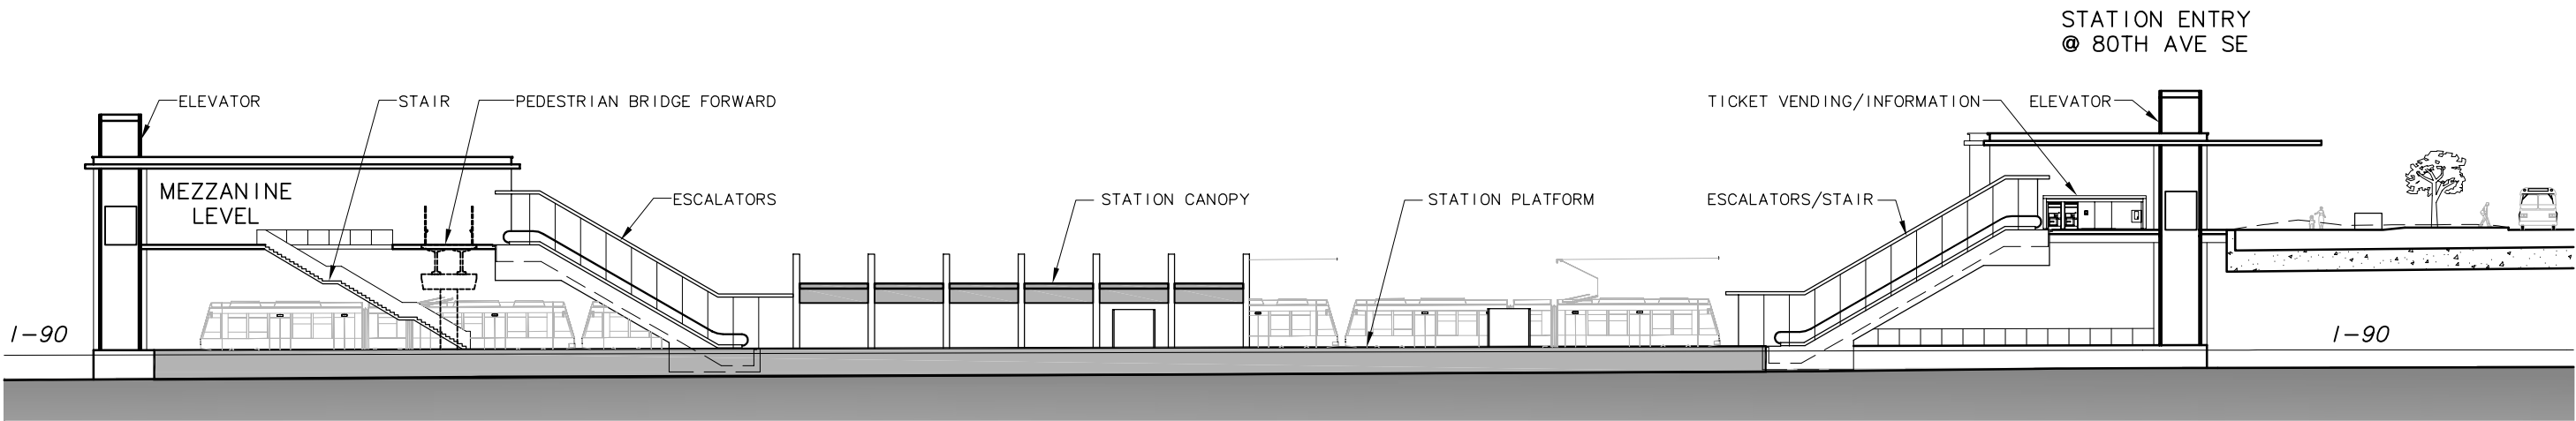 STATION ENTRY
@ 80TH AVE SE
ELEVATOR
STAIR
PEDESTRIAN BRIDGE FORWARD
TICKET VENDING/INFORMATION
ELEVATOR
MEZZANINE
LEVEL
ESCALATORS
STATION CANOPY
STATION PLATFORM
ESCALATORS/STAIR
I-90
I-90